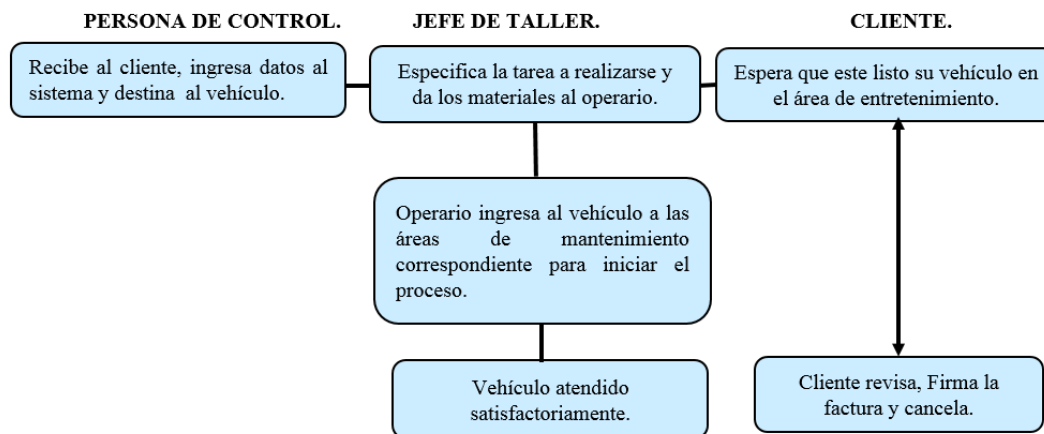 PERSONA DE CONTROL.
JEFE DE TALLER.
CLIENTE.
Recibe al cliente, ingresa datos al
sistema y destina al vehículo.
Especifica la tarea a realizarse y
da los materiales al operario.
Espera que este listo su vehículo en
el área de entretenimiento.
Operario ingresa al vehículo a las
áreas de mantenimiento
correspondiente para iniciar el
proceso.
Vehículo atendido
satisfactoriamente.
Cliente revisa, Firma la
factura y cancela.